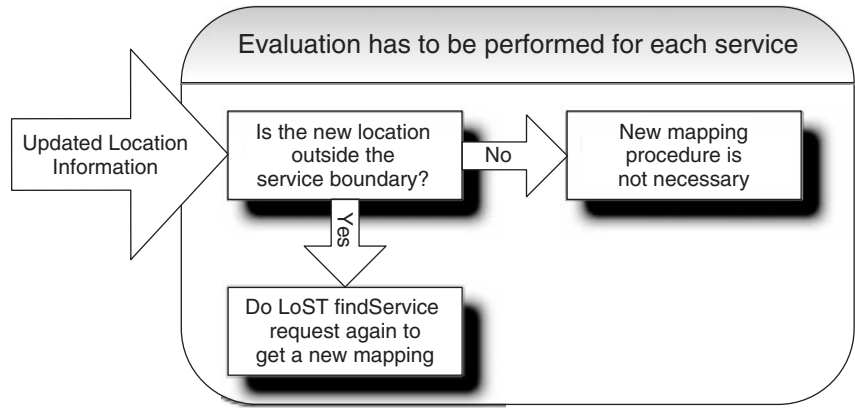 Evaluation has to be performed for each service
Updated Location
Information
Is the new location
outside the
service boundary?
No
New mapping
procedure is
not necessary
Yes
Do LoST findService
request again to
get a new mapping